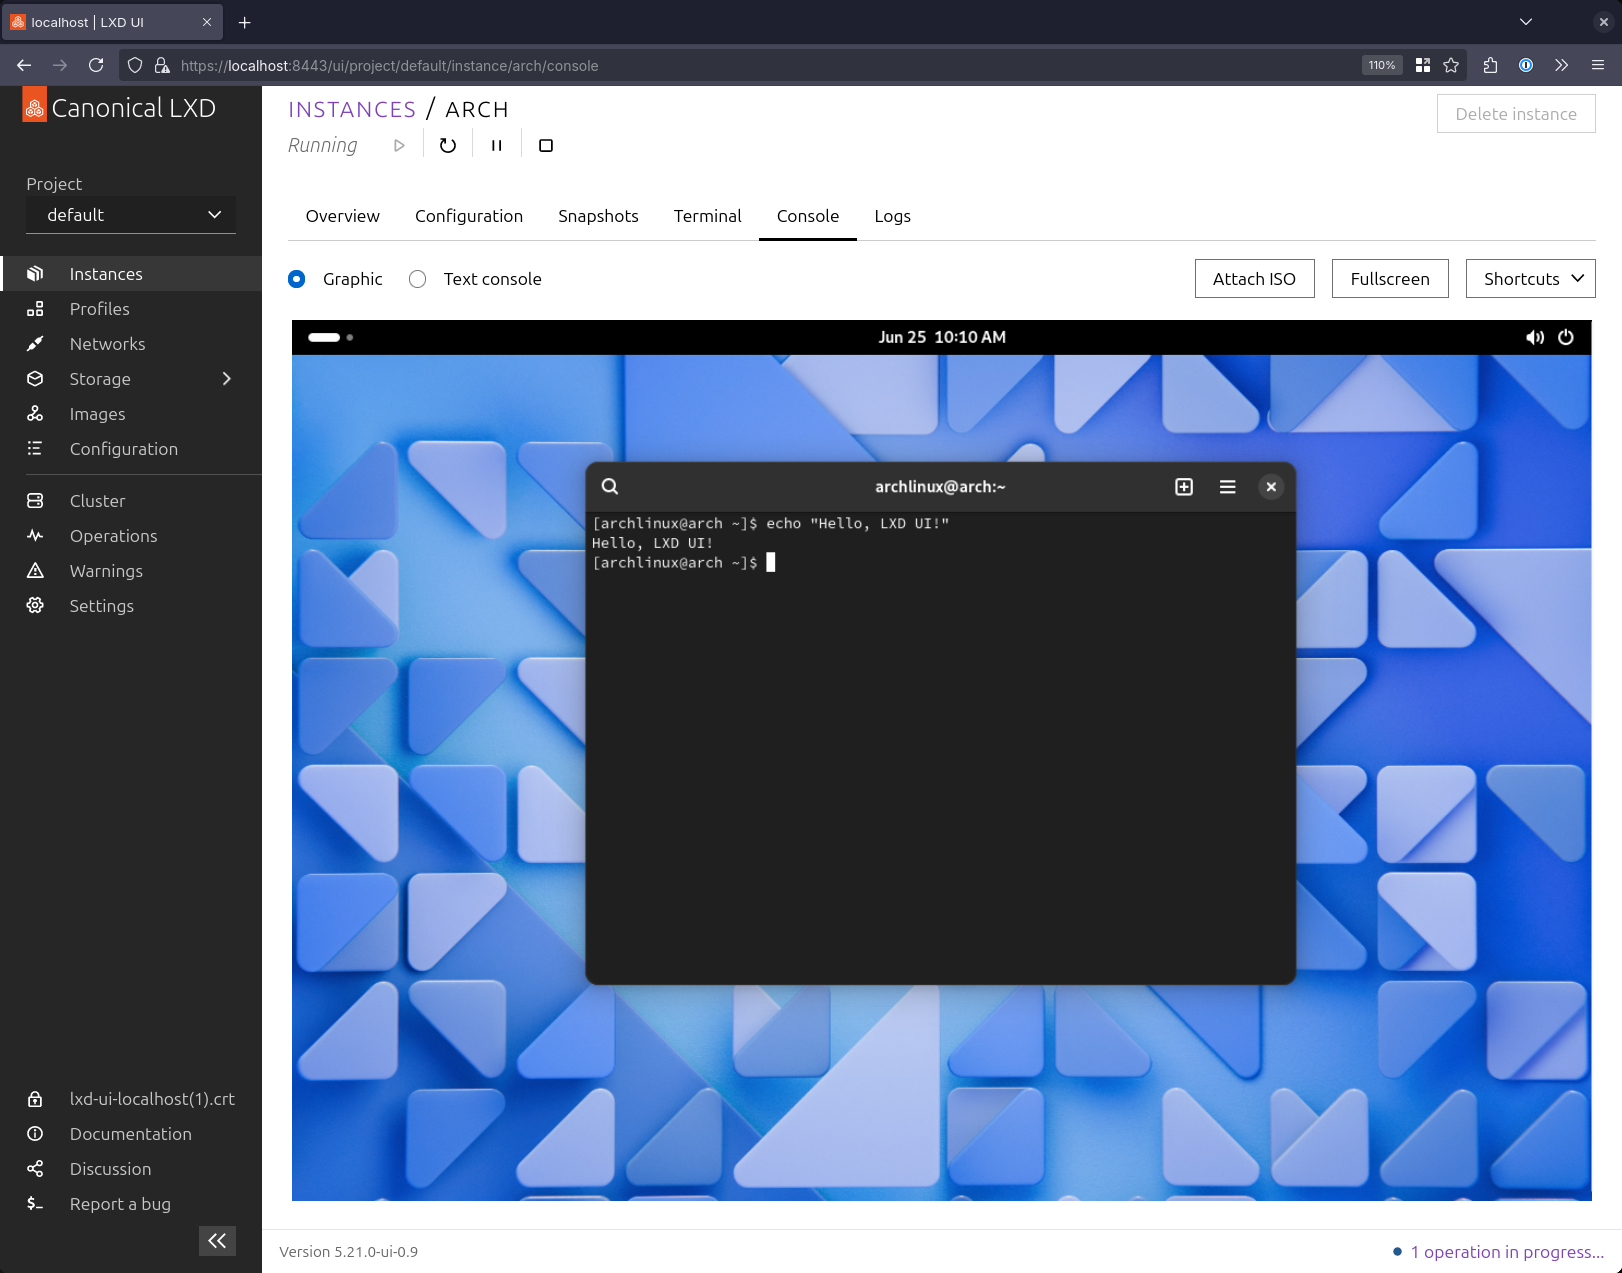 localhost | LXD UI
https://localhost:8443/ui/project/default/instance/arch/console
110%
Canonical LXD
Project
default
Instances
Profiles
Networks
Storage
Images
Configuration
Cluster
Operations
Warnings
Settings
lxd-ui-localhost(1).crt
Documentation
Discussion
Report a bug
INSTANCES / ARCH
Delete instance
Running
Overview Configuration Snapshots Terminal Console Logs
Graphic Text console Attach ISO Fullscreen Shortcuts
Jun 25 10:10 AM
archlinux@arch:~
[archlinux@arch ~]$ echo "Hello, LXD UI!"
Hello, LXD UI!
[archlinux@arch ~]$
Version 5.21.0-ui-0.9
1 operation in progress...